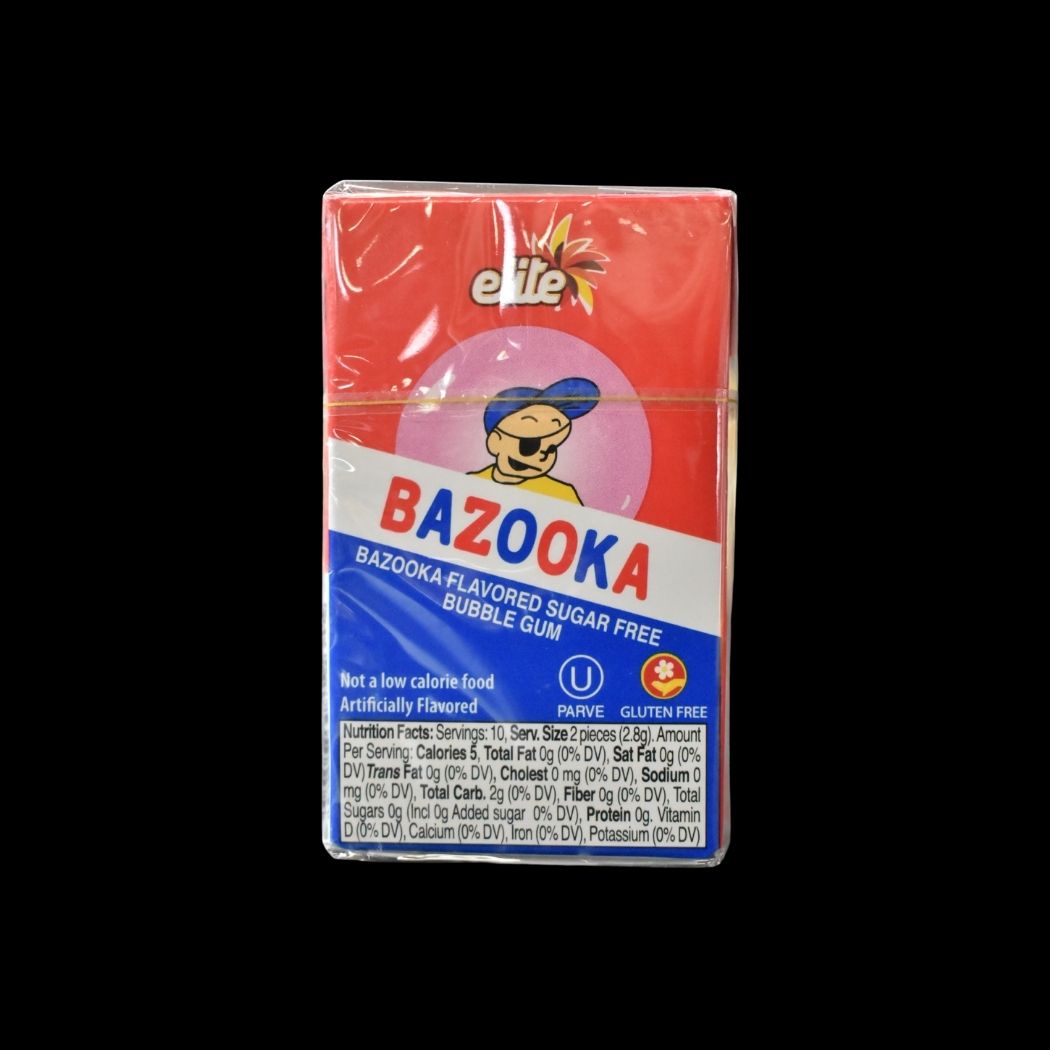 elite
BAZOOKA
BAZOOKA FLAVORED SUGAR FREE
BUBBLE GUM
Not a low calorie food
Artificially Flavored
U
PARVE
GLUTEN FREE
Nutrition Facts: Servings: 10, Serv. Size 2 pieces (2.8g). Amount
Per Serving: Calories 5, Total Fat 0g (0% DV), Sat Fat 0g (0%
DV) Trans Fat 0g (0% DV), Cholest 0 mg (0% DV), Sodium 0
mg (0% DV), Total Carb. 2g (0% DV), Fiber 0g (0% DV), Total
Sugars 0g (Incl 0g Added sugar 0% DV), Protein 0g. Vitamin
D (0% DV), Calcium (0% DV), Iron (0% DV), Potassium (0% DV)